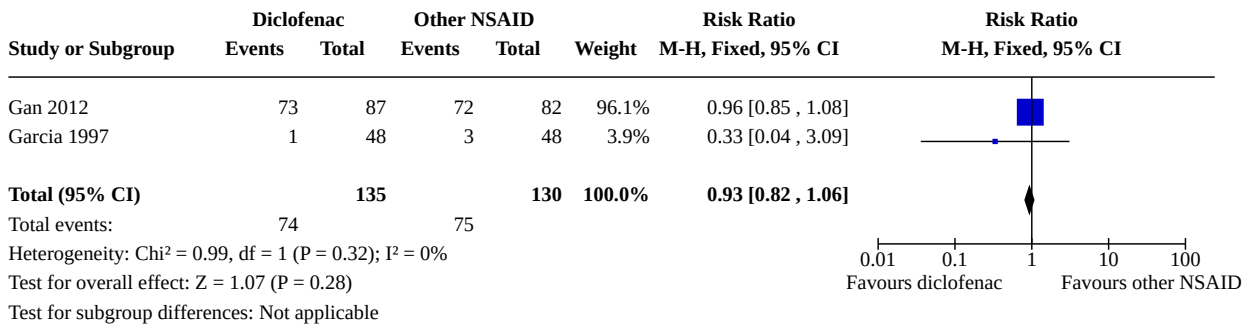 Diclofenac Other NSAID Risk Ratio Risk Ratio
Study or Subgroup Events Total Events Total Weight M-H, Fixed, 95% CI M-H, Fixed, 95% CI
Gan 2012 73 87 72 82 96.1% 0.96 [0.85 , 1.08]
Garcia 1997 1 48 3 48 3.9% 0.33 [0.04 , 3.09]
Total (95% CI) 135 130 100.0% 0.93 [0.82 , 1.06]
Total events: 74 75
Heterogeneity: Chi² = 0.99, df = 1 (P = 0.32); I² = 0%
0.01 0.1 1 10 100
Test for overall effect: Z = 1.07 (P = 0.28)
Favours diclofenac Favours other NSAID
Test for subgroup differences: Not applicable